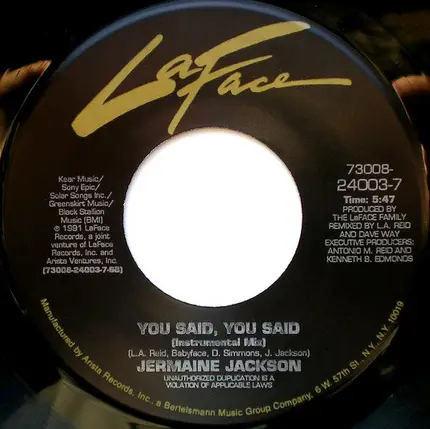 LaFace
Kear Music/
Sony Epic/
Solar Songs Inc./
Greenskirt Music/
Black Stallion
Music (BMI)
℗ 1991 LaFace
Records, a joint
venture of LaFace
Records, Inc. and
Arista Ventures, Inc.
(73008-24003-7-SB)
73008-
24003-7
Time: 5:47
PRODUCED BY
THE LaFACE FAMILY
REMIXED BY L.A. REID
AND DAVE WAY
EXECUTIVE PRODUCERS:
ANTONIO M. REID AND
KENNETH B. EDMONDS
YOU SAID, YOU SAID
(Instrumental Mix)
(L.A. Reid, Babyface, D. Simmons, J. Jackson)
JERMAINE JACKSON
UNAUTHORIZED DUPLICATION IS A
VIOLATION OF APPLICABLE LAWS
Manufactured by Arista Records, Inc., a Bertelsmann Music Group Company. 6 W. 57th St. N.Y., N.Y. 10019